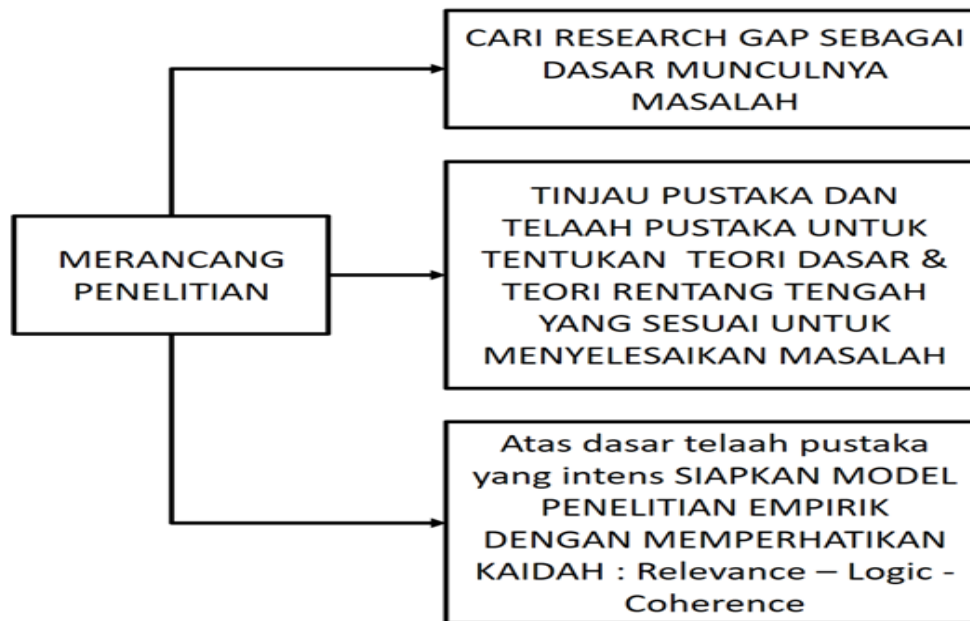 MERANCANG
PENELITIAN
CARI RESEARCH GAP SEBAGAI
DASAR MUNCULNYA
MASALAH
TINJAU PUSTAKA DAN
TELAAH PUSTAKA UNTUK
TENTUKAN TEORI DASAR &
TEORI RENTANG TENGAH
YANG SESUAI UNTUK
MENYELESAIKAN MASALAH
Atas dasar telaah pustaka
yang intens SIAPKAN MODEL
PENELITIAN EMPIRIK
DENGAN MEMPERHATIKAN
KAIDAH : Relevance – Logic -
Coherence